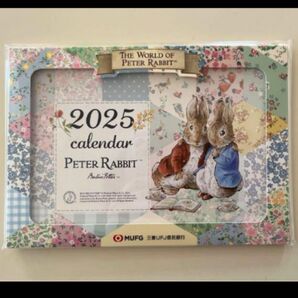 THE WORLD OF
PETER RABBIT™
2025
calendar
PETER RABBIT™
Beatrix Potter™
MUFG 三菱UFJ信託銀行